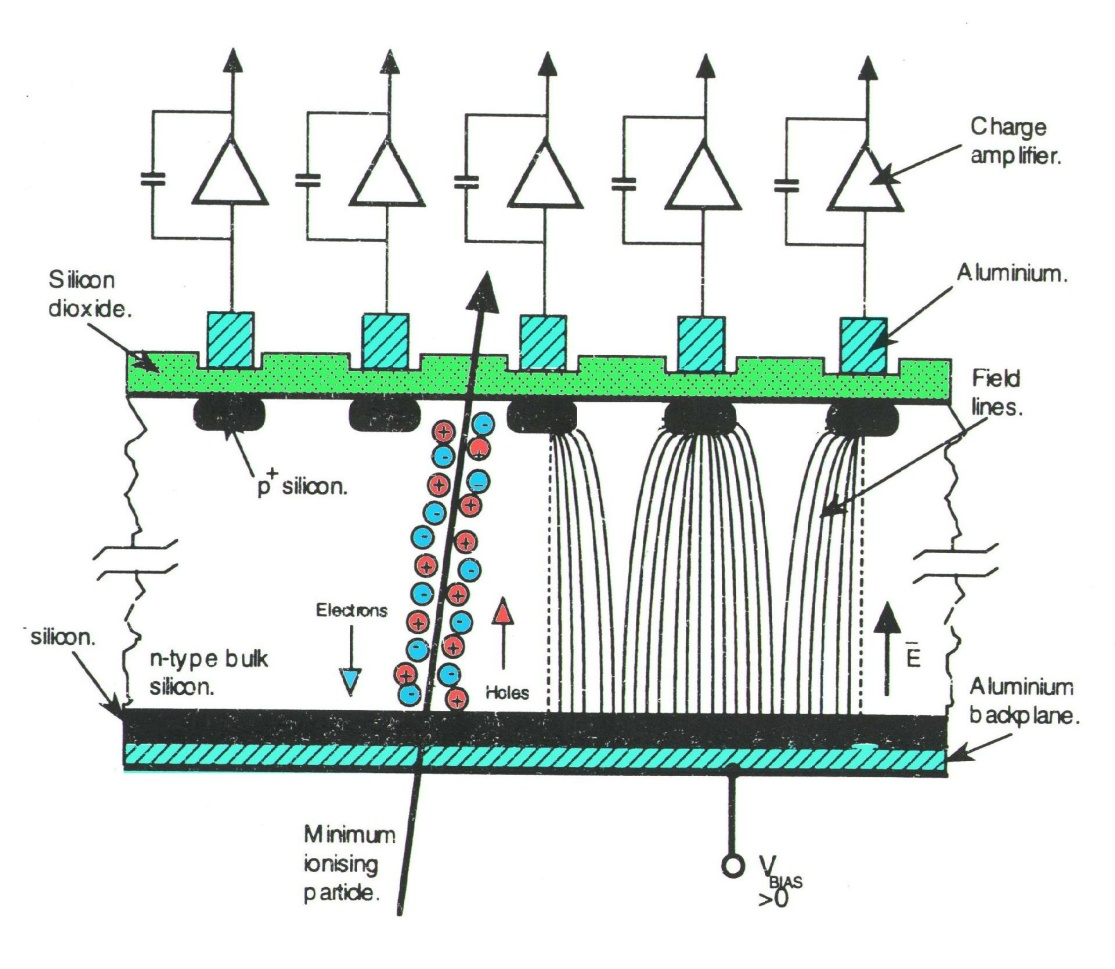 Charge
amplifier.
Silicon
dioxide.
Aluminium.
Field
lines.
p+ silicon.
Electrons
Holes
silicon.
n-type bulk
silicon.
E
Aluminium
backplane.
Minimum
ionising
particle.
VBIAS
>0